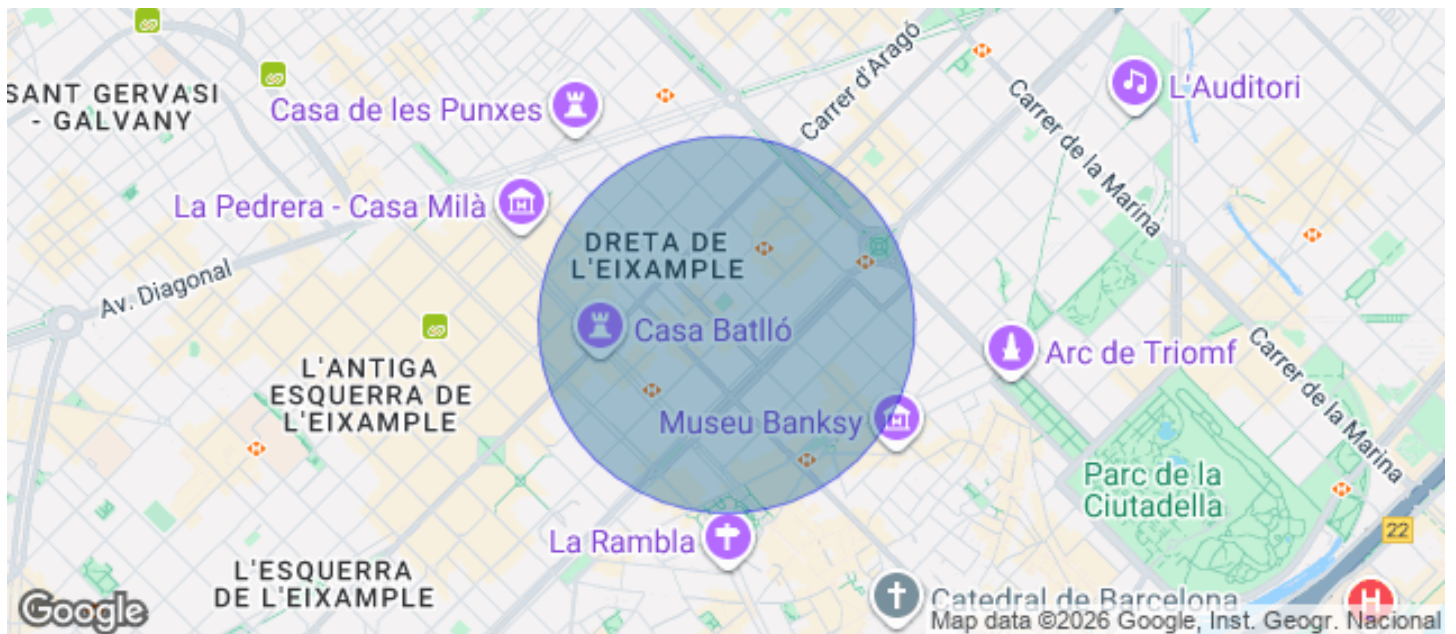 SANT GERVASI
- GALVANY
Casa de les Punxes
Carrer d'Aragó
L'Auditori
Carrer de la Marina
La Pedrera - Casa Milà
DRETA DE
L'EIXAMPLE
Av. Diagonal
Casa Batlló
Arc de Triomf
Carrer de la Marina
L'ANTIGA
ESQUERRA DE
L'EIXAMPLE
Museu Banksy
Parc de la
Ciutadella
La Rambla
22
L'ESQUERRA
DE L'EIXAMPLE
Catedral de Barcelona
H
Google
Map data ©2026 Google, Inst. Geogr. Nacional